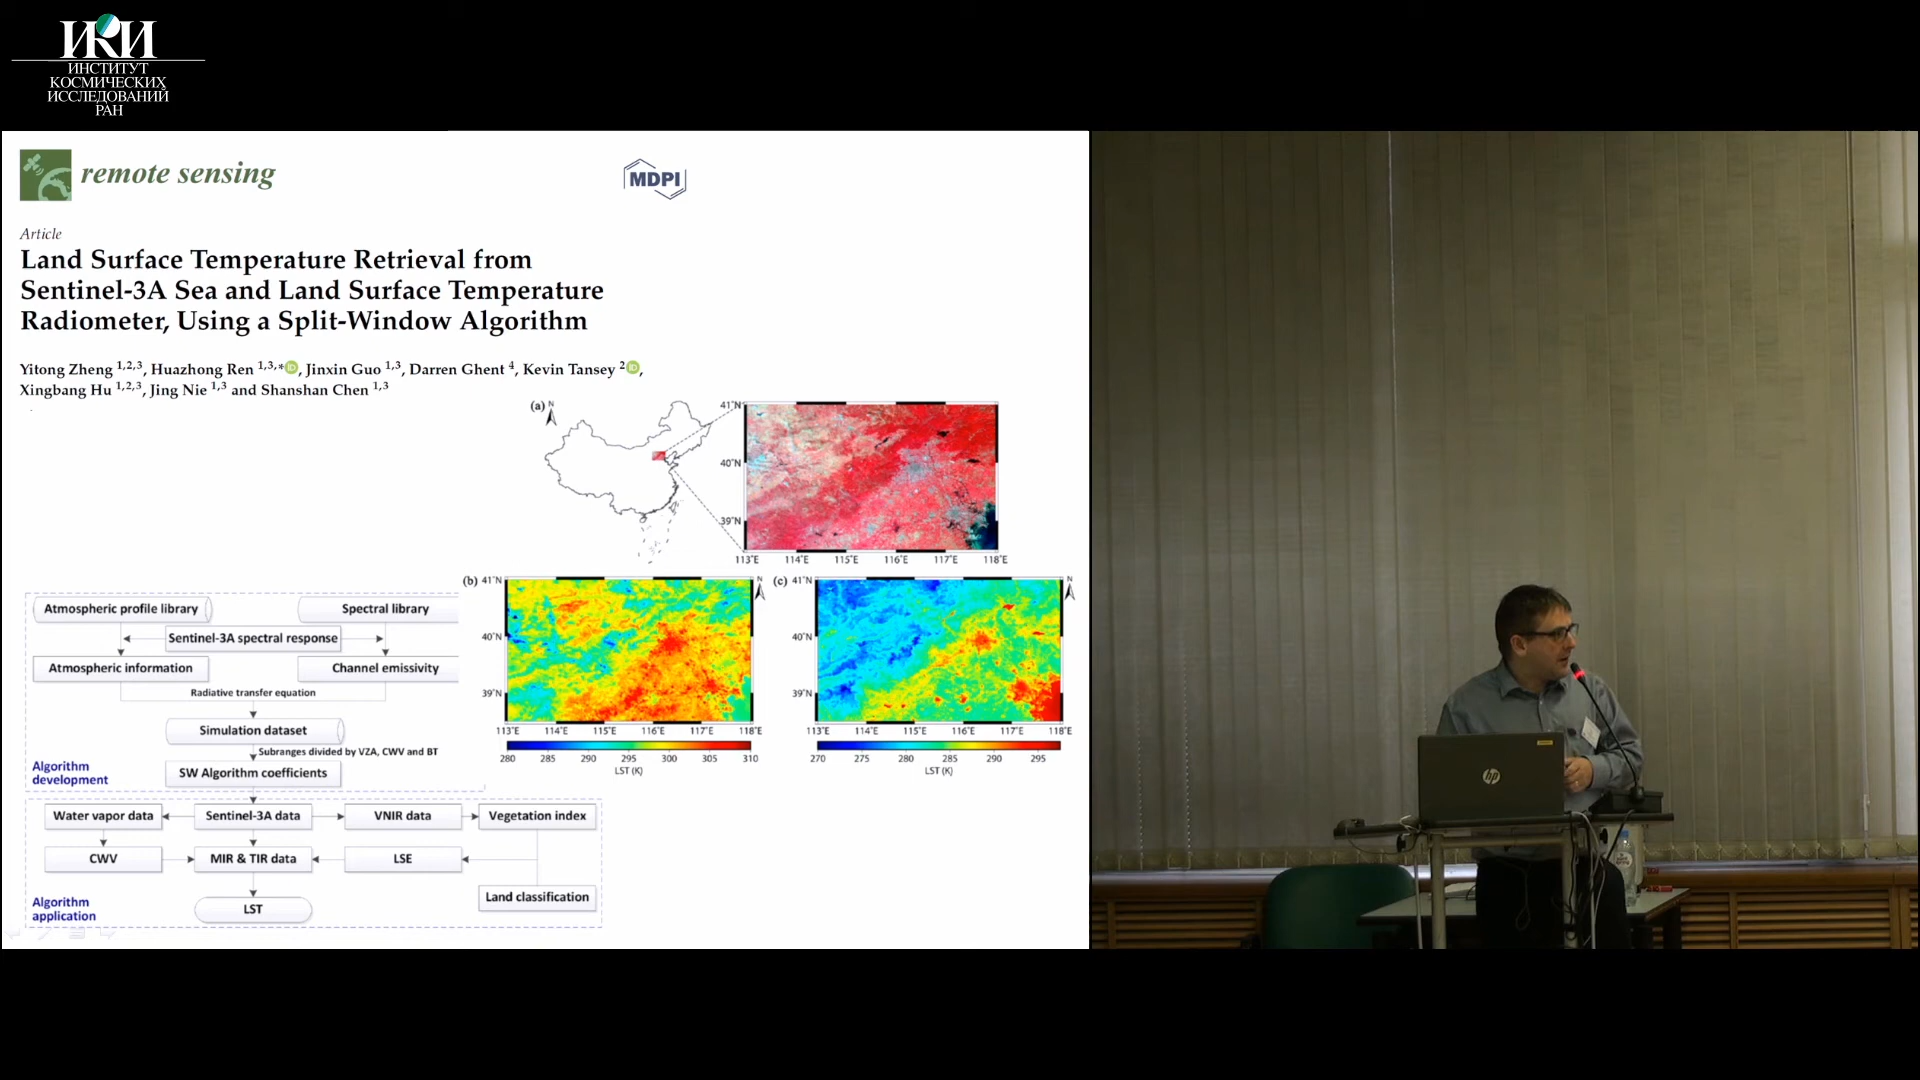 ИКИ
ИНСТИТУТ
КОСМИЧЕСКИХ
ИССЛЕДОВАНИЙ
РАН
remote sensing
MDPI
Article
Land Surface Temperature Retrieval from
Sentinel-3A Sea and Land Surface Temperature
Radiometer, Using a Split-Window Algorithm
Yitong Zheng 1,2,3, Huazhong Ren 1,3,*, Jinxin Guo 1,3, Darren Ghent 4, Kevin Tansey 2,
Xingbang Hu 1,2,3, Jing Nie 1,3 and Shanshan Chen 1,3
(a) N
41°N
40°N
39°N
113°E 114°E 115°E 116°E 117°E 118°E
(b) 41°N
N
40°N
39°N
113°E 114°E 115°E 116°E 117°E 118°E
280 285 290 295 300 305 310
LST (K)
(c) 41°N
N
40°N
39°N
113°E 114°E 115°E 116°E 117°E 118°E
270 275 280 285 290 295
LST (K)
Atmospheric profile library
Spectral library
Sentinel-3A spectral response
Atmospheric information
Channel emissivity
Radiative transfer equation
Simulation dataset
Subranges divided by VZA, CWV and BT
SW Algorithm coefficients
Algorithm
development
Water vapor data
Sentinel-3A data
VNIR data
Vegetation index
CWV
MIR & TIR data
LSE
Land classification
LST
Algorithm
application
hp